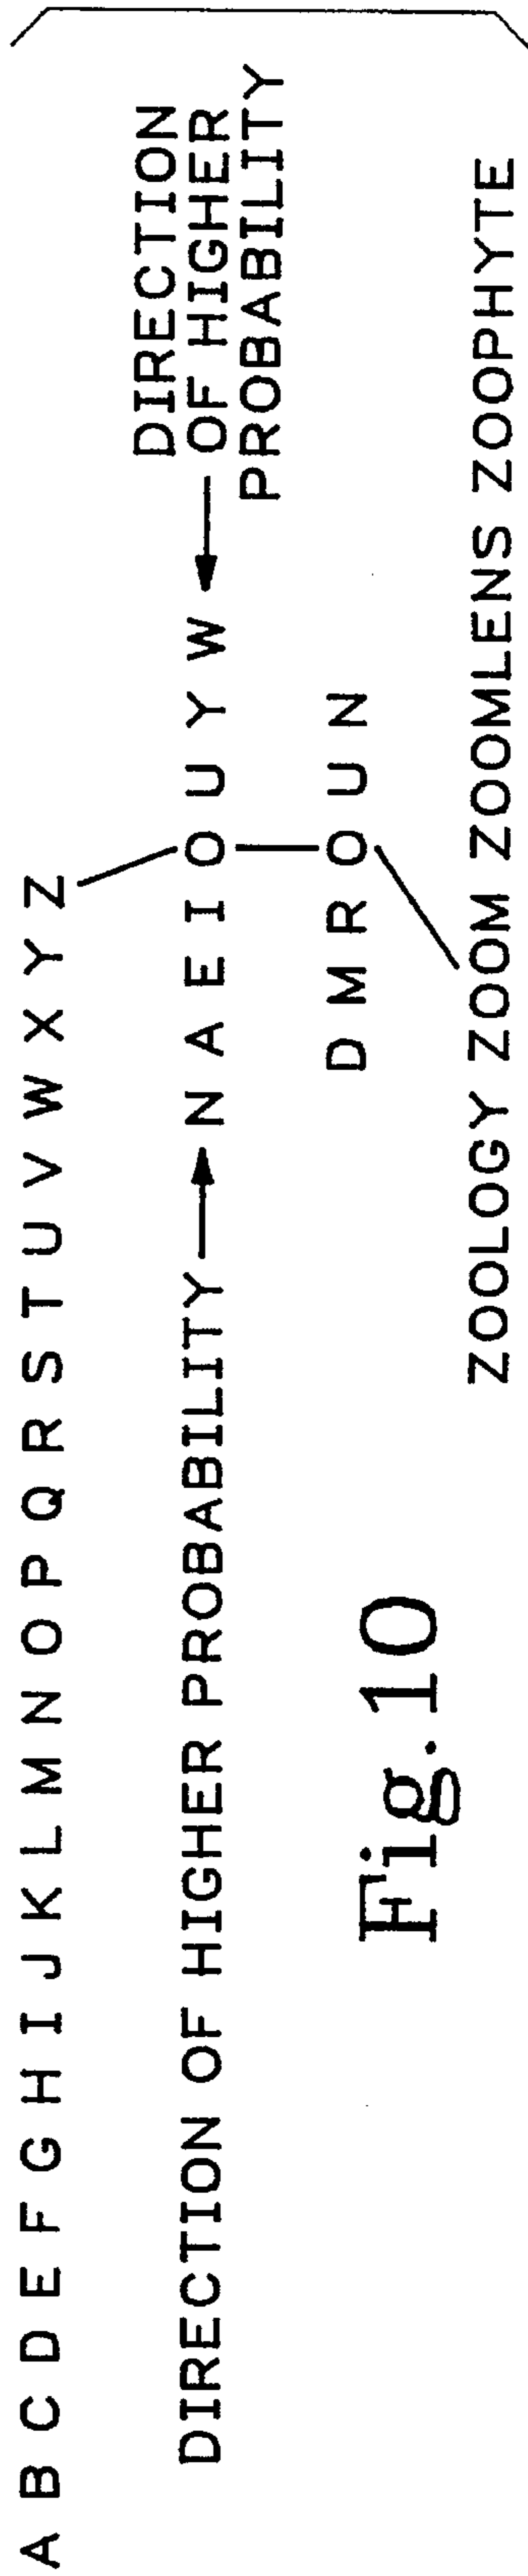 A B C D E F G H I J K L M N O P Q R S T U V W X Y Z
DIRECTION OF HIGHER PROBABILITY
N A E I O U Y W
DIRECTION
OF HIGHER
PROBABILITY
D M R O U N
ZOOLOGY ZOOM ZOOMLENS ZOOPHYTE
Fig.10